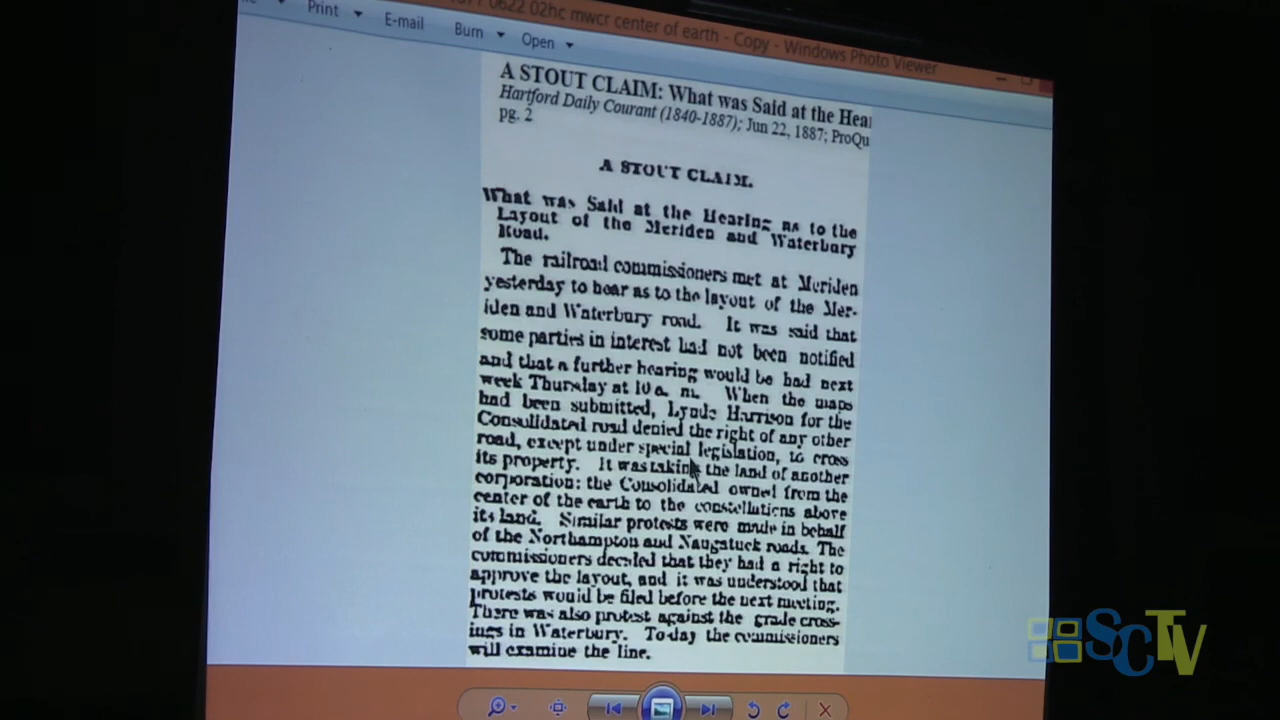 0622 02hc mwcr center of earth - Copy - Windows Photo Viewer
Print E-mail Burn Open
A STOUT CLAIM: What was Said at the Hear
Hartford Daily Courant (1840-1887); Jun 22, 1887; ProQu
pg. 2
A STOUT CLAIM.
What was Said at the Hearing as to the
Layout of the Meriden and Waterbury
Road.
The railroad commissioners met at Meriden
yesterday to hear as to the layout of the Mer-
iden and Waterbury road. It was said that
some parties in interest had not been notified
and that a further hearing would be had next
week Thursday at 10 a. m. When the maps
had been submitted, Lynde Harrison for the
Consolidated road denied the right of any other
road, except under special legislation, to cross
its property. It was taking the land of another
corporation: the Consolidated owned from the
center of the earth to the constellations above
its land. Similar protests were made in behalf
of the Northampton and Naugatuck roads. The
commissioners decided that they had a right to
approve the layout, and it was understood that
protests would be filed before the next meeting.
There was also protest against the grade cross-
ings in Waterbury. Today the commissioners
will examine the line.
SCTV